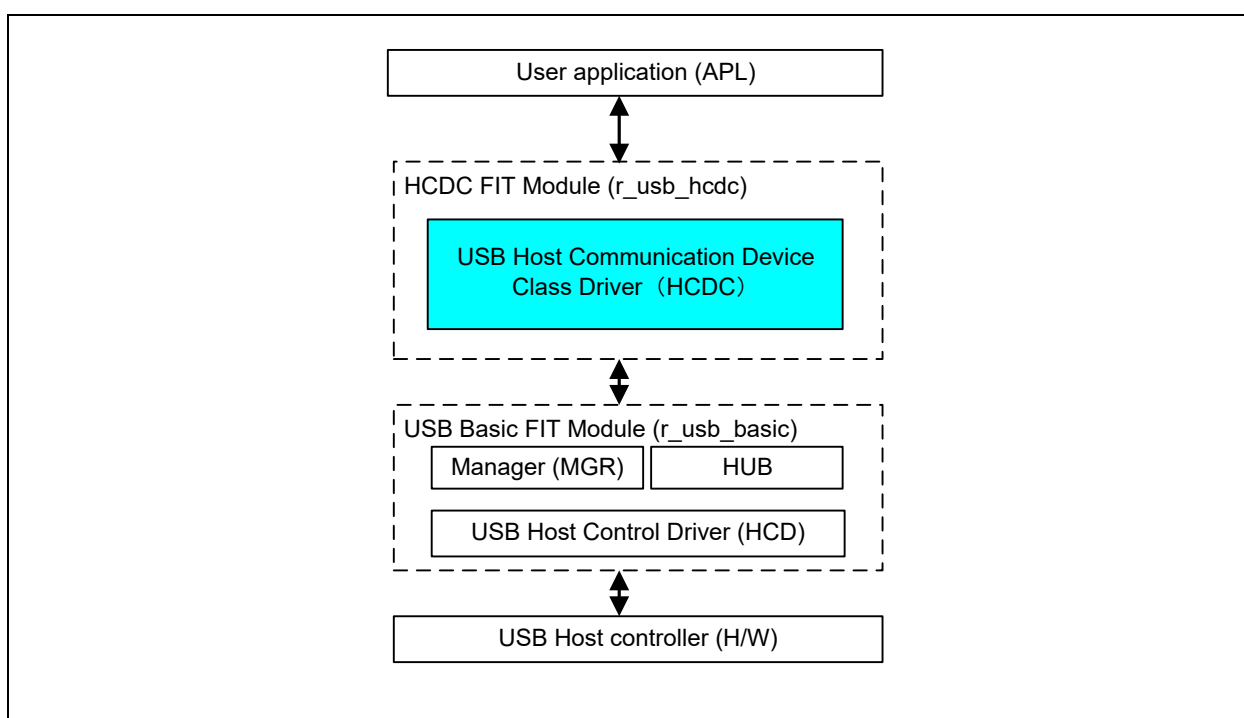 User application (APL)
HCDC FIT Module (r_usb_hcdc)
USB Host Communication Device
Class Driver（HCDC）
USB Basic FIT Module (r_usb_basic)
Manager (MGR)
HUB
USB Host Control Driver (HCD)
USB Host controller (H/W)